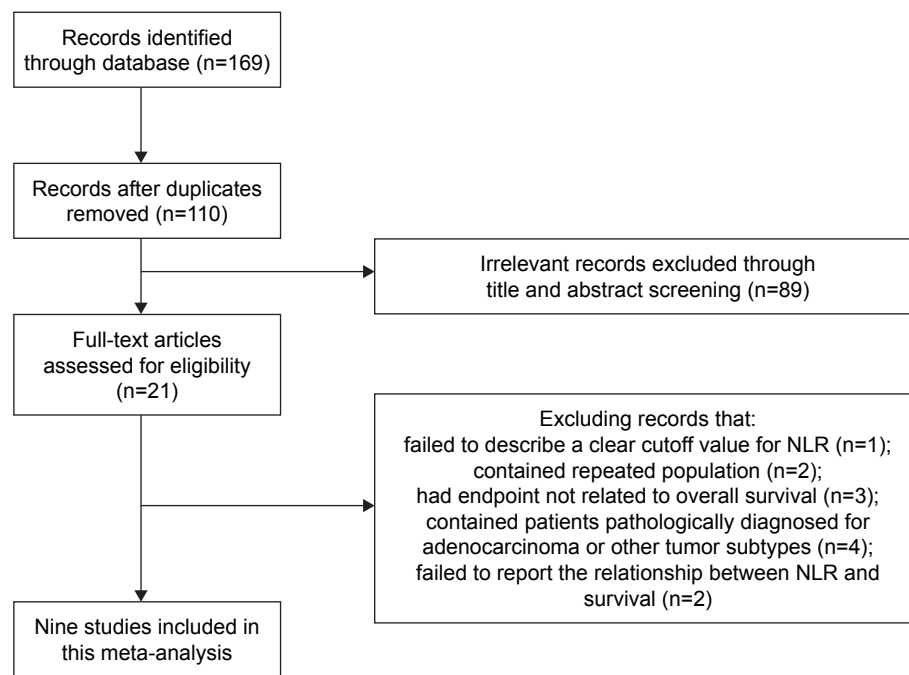 Records identified
through database (n=169)
Records after duplicates
removed (n=110)
Irrelevant records excluded through
title and abstract screening (n=89)
Full-text articles
assessed for eligibility
(n=21)
Excluding records that:
failed to describe a clear cutoff value for NLR (n=1);
contained repeated population (n=2);
had endpoint not related to overall survival (n=3);
contained patients pathologically diagnosed for
adenocarcinoma or other tumor subtypes (n=4);
failed to report the relationship between NLR and
survival (n=2)
Nine studies included in
this meta-analysis